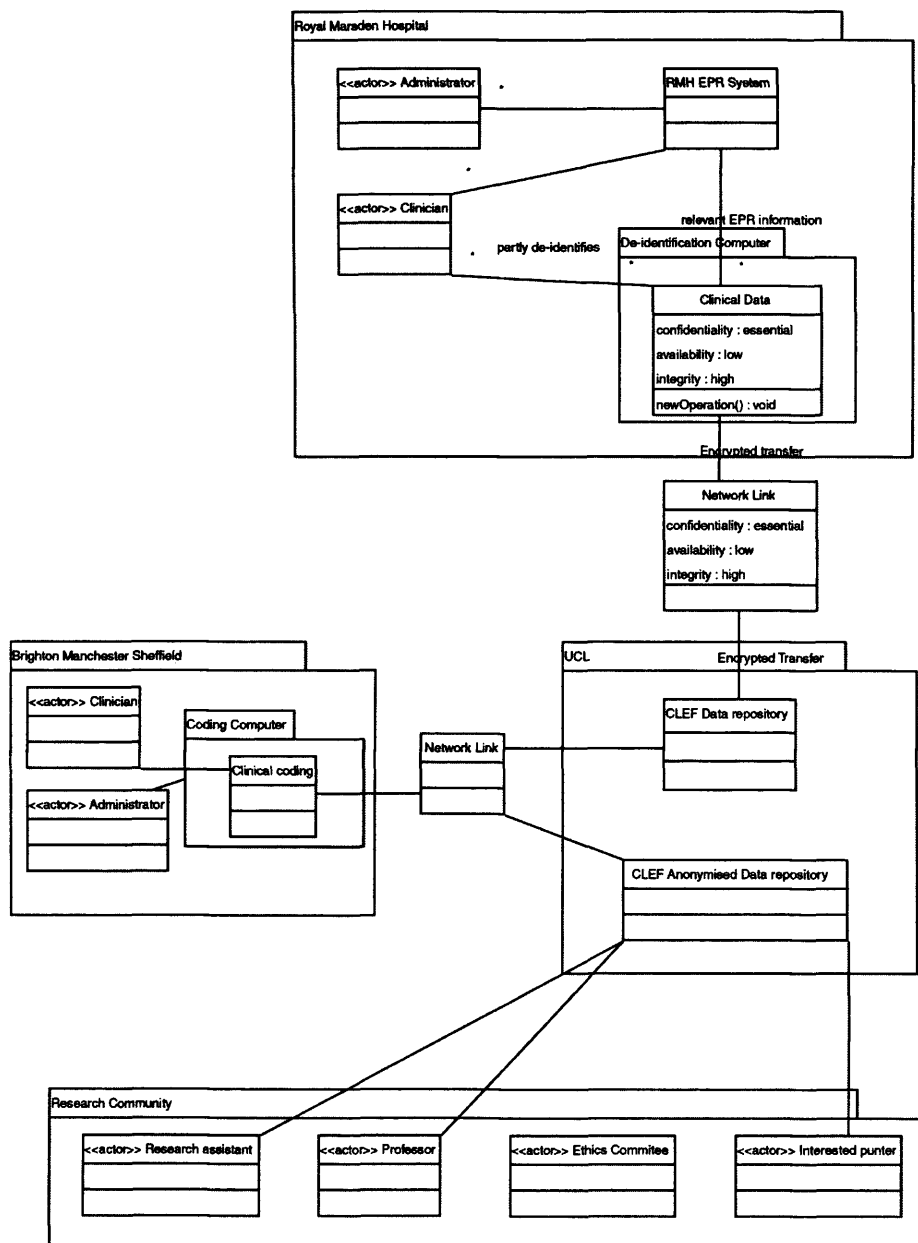 Royal Marsden Hospital
<<actor>> Administrator
RMH EPR System
<<actor>> Clinician
relevant EPR information
partly de-identifies
De-identification Computer
Clinical Data
confidentiality : essential
availability : low
integrity : high
newOperation() : void
Encrypted transfer
Network Link
confidentiality : essential
availability : low
integrity : high
Brighton Manchester Sheffield
UCL
Encrypted Transfer
<<actor>> Clinician
Coding Computer
CLEF Data repository
Network Link
Clinical coding
<<actor>> Administrator
CLEF Anonymised Data repository
Research Community
<<actor>> Research assistant
<<actor>> Professor
<<actor>> Ethics Commitee
<<actor>> Interested punter